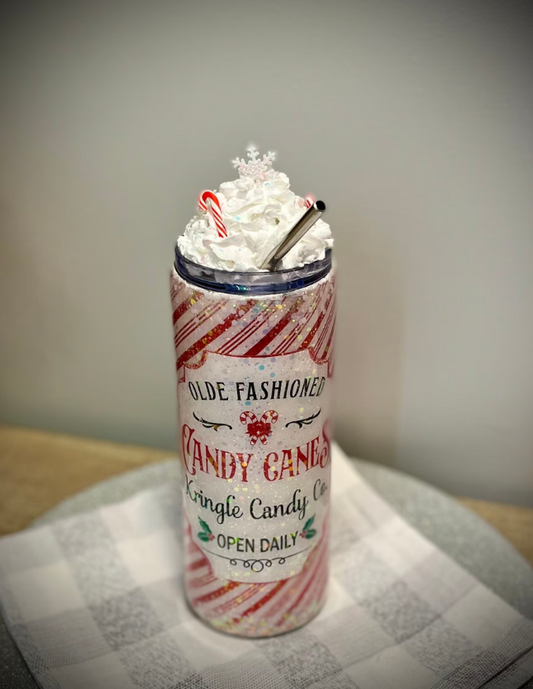 OLDE FASHIONED
CANDY CANES
Kringle Candy Co.
OPEN DAILY